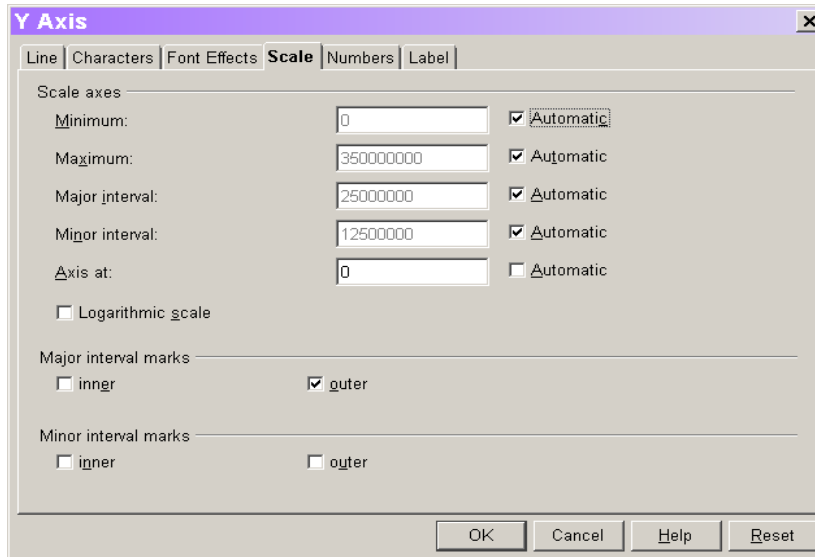 Y Axis
Line Characters Font Effects Scale Numbers Label
Scale axes
Minimum: 0 Automatic
Maximum: 350000000 Automatic
Major interval: 25000000 Automatic
Minor interval: 12500000 Automatic
Axis at: 0 Automatic
Logarithmic scale
Major interval marks
inner outer
Minor interval marks
inner outer
OK Cancel Help Reset